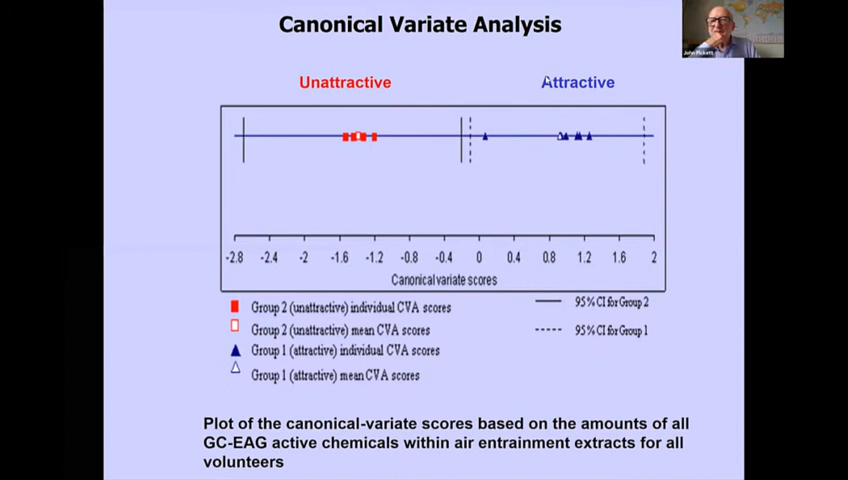 Canonical Variate Analysis
John Pickett
Unattractive
Attractive
-2.8 -2.4 -2 -1.6 -1.2 -0.8 -0.4 0 0.4 0.8 1.2 1.6 2
Canonical variate scores
Group 2 (unattractive) individual CVA scores
Group 2 (unattractive) mean CVA scores
Group 1 (attractive) individual CVA scores
Group 1 (attractive) mean CVA scores
95% CI for Group 2
95% CI for Group 1
Plot of the canonical-variate scores based on the amounts of all
GC-EAG active chemicals within air entrainment extracts for all
volunteers